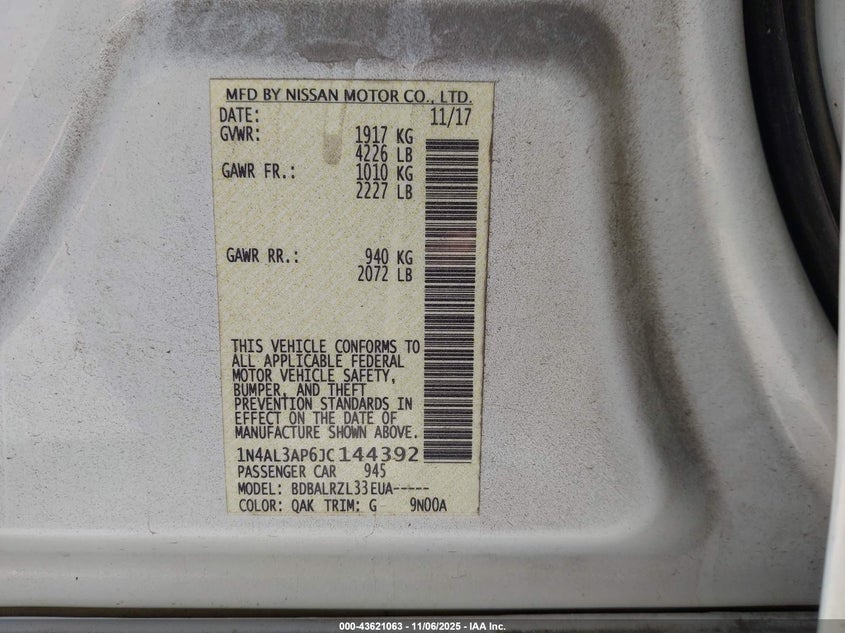 MFD BY NISSAN MOTOR CO., LTD.
DATE: 11/17
GVWR: 1917 KG
4226 LB
GAWR FR.: 1010 KG
2227 LB
GAWR RR.: 940 KG
2072 LB
THIS VEHICLE CONFORMS TO
ALL APPLICABLE FEDERAL
MOTOR VEHICLE SAFETY,
BUMPER, AND THEFT
PREVENTION STANDARDS IN
EFFECT ON THE DATE OF
MANUFACTURE SHOWN ABOVE.
1N4AL3AP6JC144392
PASSENGER CAR 945
MODEL: BDBALRZL33EUA-----
COLOR: QAK TRIM: G 9N00A
000-43621063 - 11/06/2025 - IAA Inc.